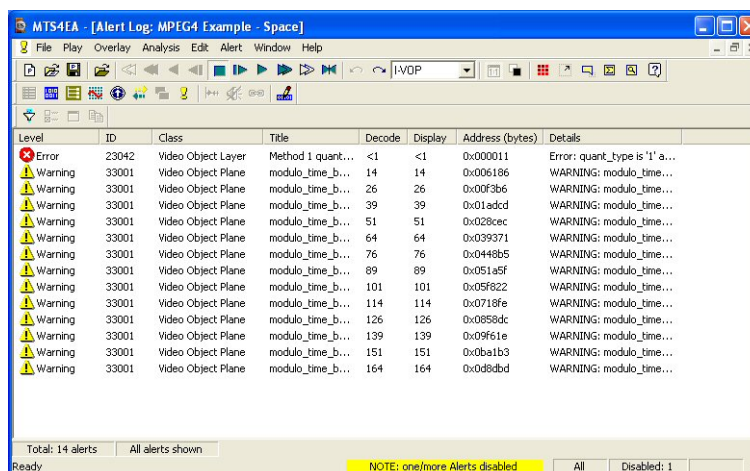 MTS4EA - [Alert Log: MPEG4 Example - Space]
File Play Overlay Analysis Edit Alert Window Help
I-VOP
Level ID Class Title Decode Display Address (bytes) Details
Error 23042 Video Object Layer Method 1 quant... <1 <1 0x000011 Error: quant_type is '1' a...
Warning 33001 Video Object Plane modulo_time_b... 14 14 0x006186 WARNING: modulo_time...
Warning 33001 Video Object Plane modulo_time_b... 26 26 0x00f3b6 WARNING: modulo_time...
Warning 33001 Video Object Plane modulo_time_b... 39 39 0x01adcd WARNING: modulo_time...
Warning 33001 Video Object Plane modulo_time_b... 51 51 0x028cec WARNING: modulo_time...
Warning 33001 Video Object Plane modulo_time_b... 64 64 0x039371 WARNING: modulo_time...
Warning 33001 Video Object Plane modulo_time_b... 76 76 0x0448b5 WARNING: modulo_time...
Warning 33001 Video Object Plane modulo_time_b... 89 89 0x051a5f WARNING: modulo_time...
Warning 33001 Video Object Plane modulo_time_b... 101 101 0x05f822 WARNING: modulo_time...
Warning 33001 Video Object Plane modulo_time_b... 114 114 0x0718fe WARNING: modulo_time...
Warning 33001 Video Object Plane modulo_time_b... 126 126 0x0858dc WARNING: modulo_time...
Warning 33001 Video Object Plane modulo_time_b... 139 139 0x09f61e WARNING: modulo_time...
Warning 33001 Video Object Plane modulo_time_b... 151 151 0x0ba1b3 WARNING: modulo_time...
Warning 33001 Video Object Plane modulo_time_b... 164 164 0x0d8dbd WARNING: modulo_time...
Total: 14 alerts All alerts shown
Ready NOTE: one/more Alerts disabled All Disabled: 1